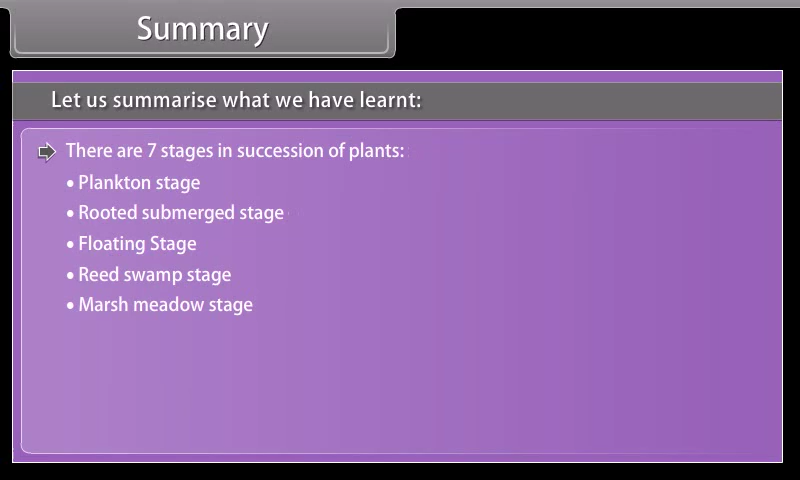 Summary
Let us summarise what we have learnt:
There are 7 stages in succession of plants:
• Plankton stage
• Rooted submerged stage
• Floating Stage
• Reed swamp stage
• Marsh meadow stage